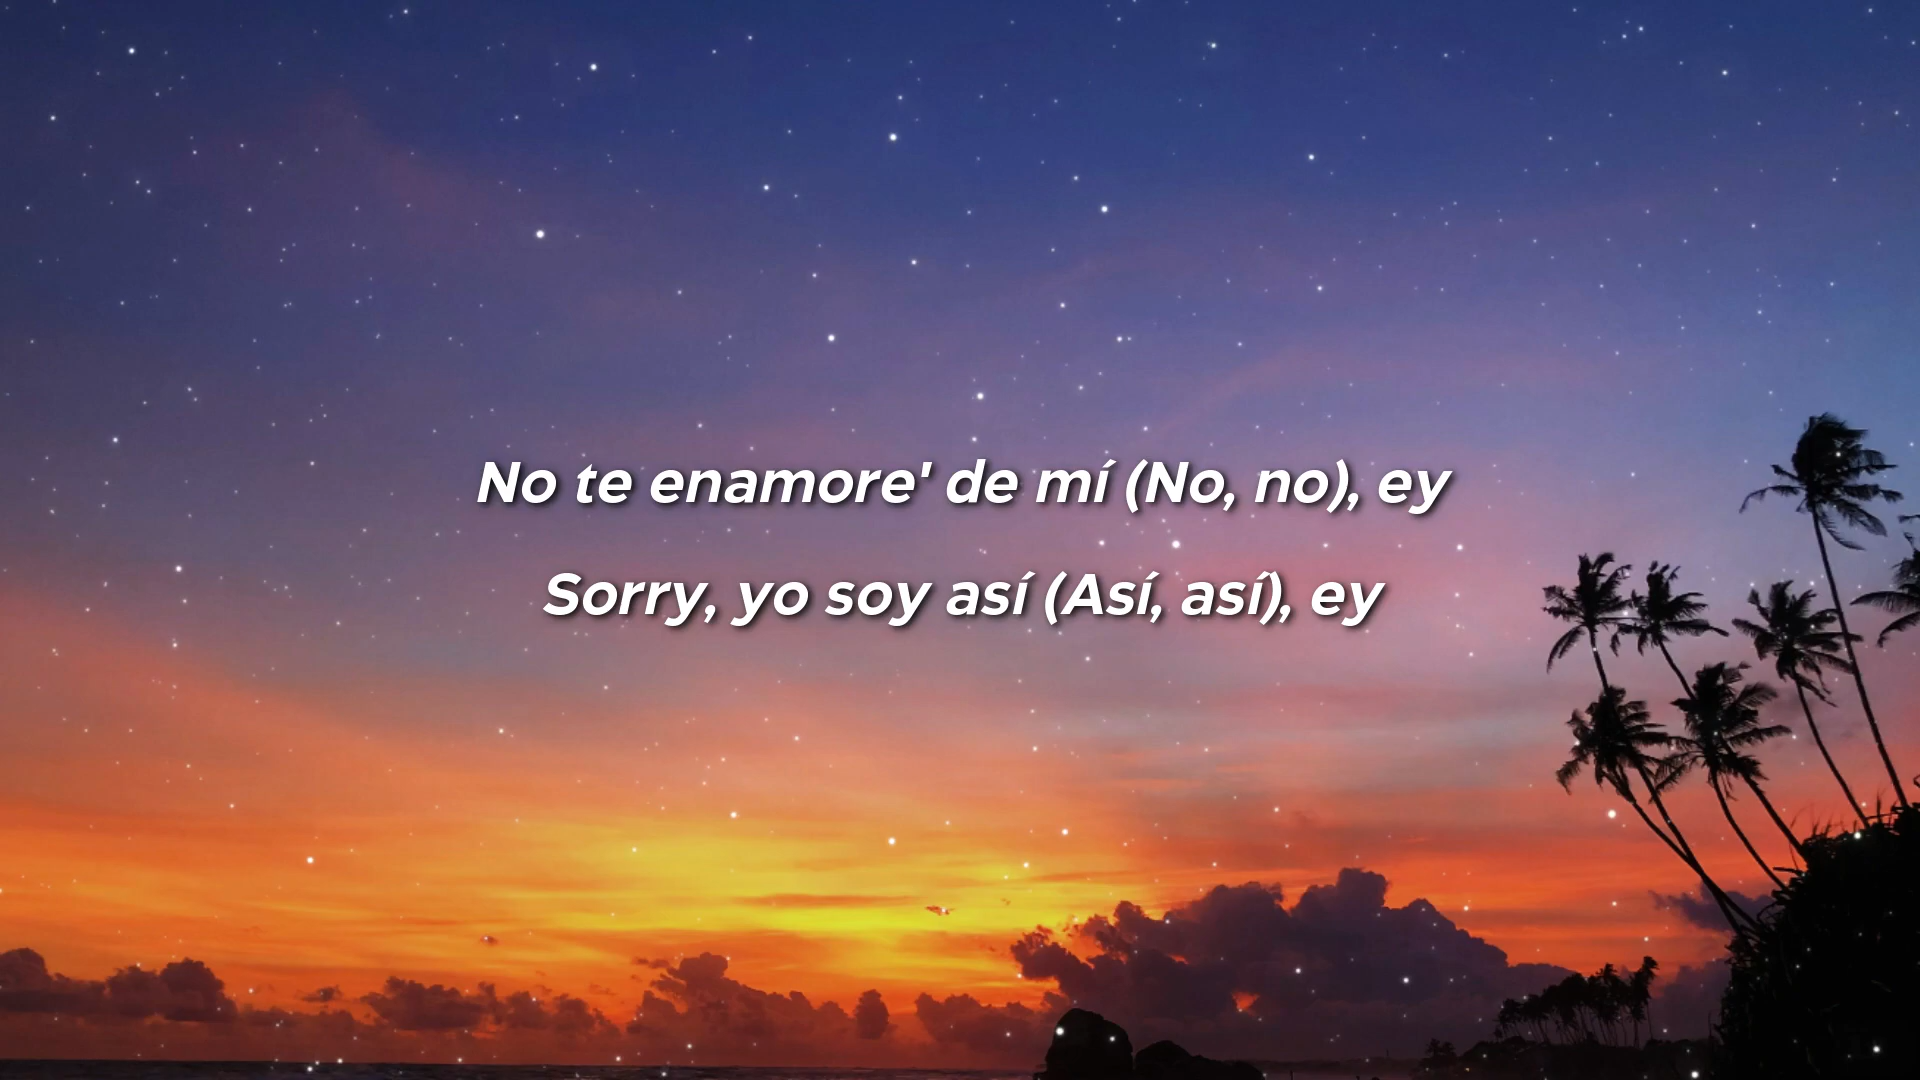 No te enamore' de mí (No, no), ey
Sorry, yo soy así (Así, así), ey